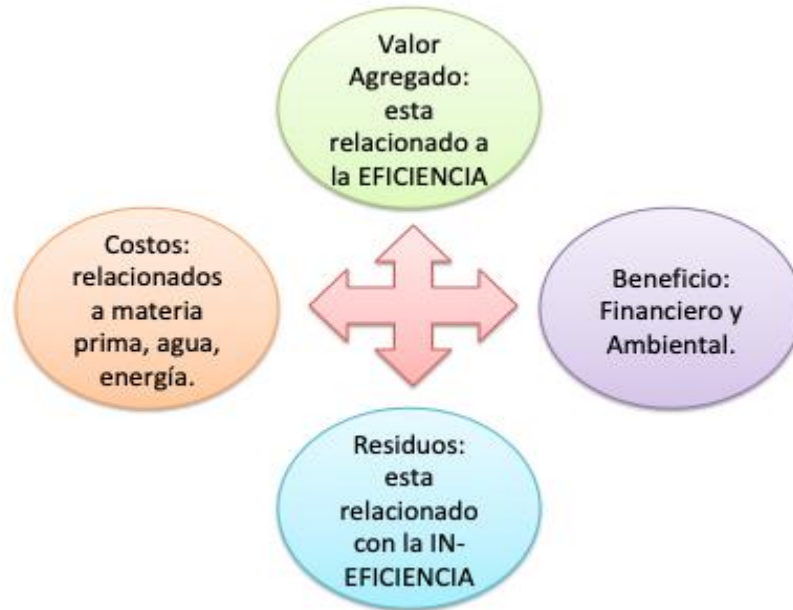 Valor
Agregado:
esta
relacionado a
la EFICIENCIA
Costos:
relacionados
a materia
prima, agua,
energía.
Beneficio:
Financiero y
Ambiental.
Residuos:
esta
relacionado
con la IN-
EFICIENCIA